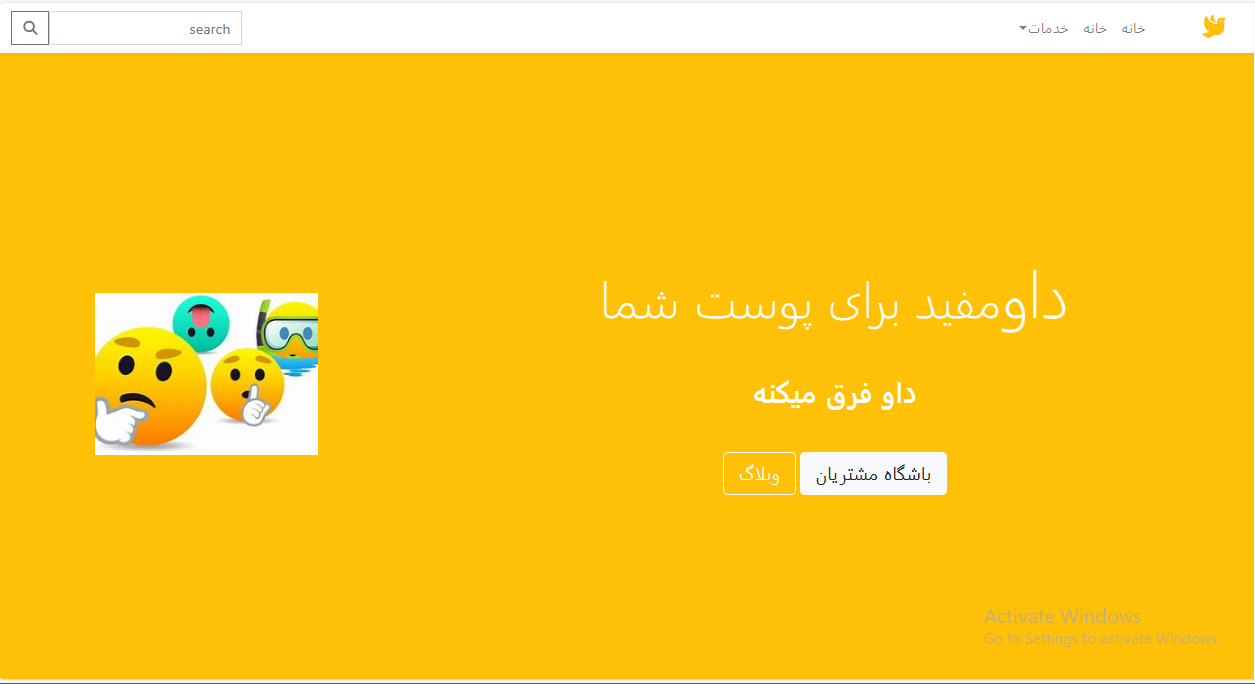 خانه خانه خدمات
search
داومفید برای پوست شما
داو فرق میکنه
باشگاه مشتریان وبلاگ
Activate Windows
Go to Settings to activate Windows.